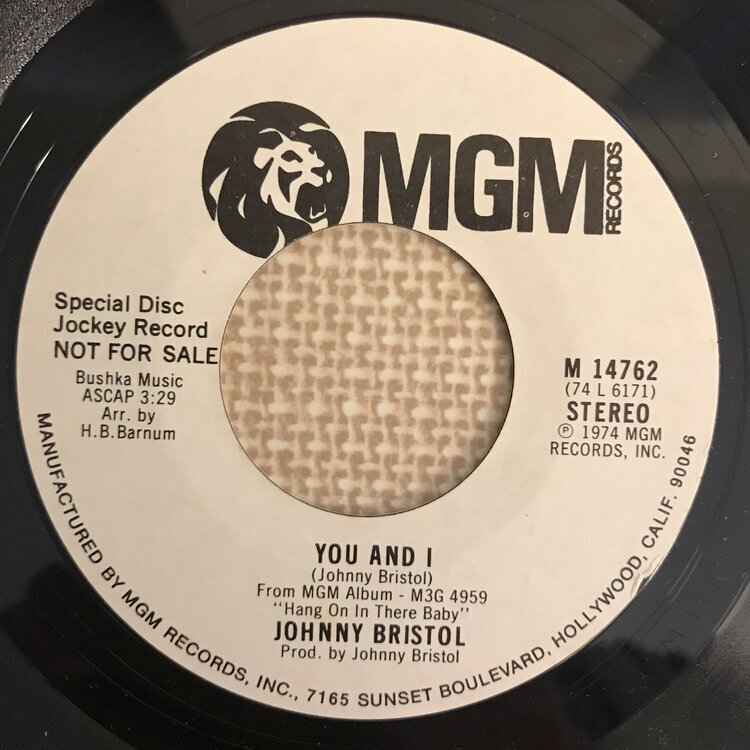 MGM
RECORDS
Special Disc
Jockey Record
NOT FOR SALE
Bushka Music
ASCAP 3:29
Arr. by
H.B.Barnum
M 14762
(74 L 6171)
STEREO
℗ 1974 MGM
RECORDS, INC.
YOU AND I
(Johnny Bristol)
From MGM Album - M3G 4959
"Hang On In There Baby"
JOHNNY BRISTOL
Prod. by Johnny Bristol
MANUFACTURED BY MGM RECORDS, INC., 7165 SUNSET BOULEVARD, HOLLYWOOD, CALIF. 90046